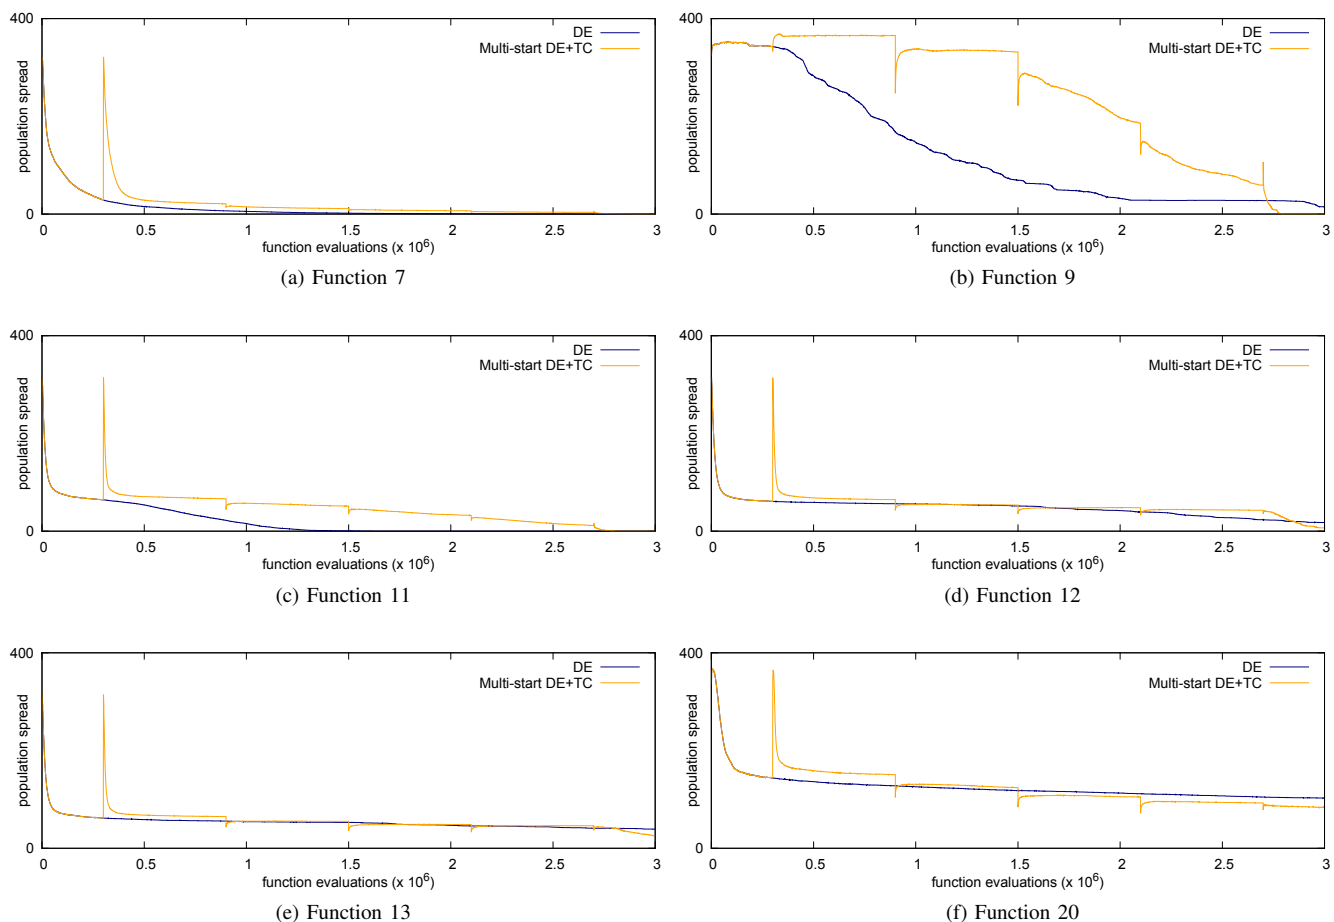 400
DE
Multi-start DE+TC
population spread
0
0 0.5 1 1.5 2 2.5 3
function evaluations (x 10^6)
(a) Function 7
400
DE
Multi-start DE+TC
population spread
0
0 0.5 1 1.5 2 2.5 3
function evaluations (x 10^6)
(b) Function 9
400
DE
Multi-start DE+TC
population spread
0
0 0.5 1 1.5 2 2.5 3
function evaluations (x 10^6)
(c) Function 11
400
DE
Multi-start DE+TC
population spread
0
0 0.5 1 1.5 2 2.5 3
function evaluations (x 10^6)
(d) Function 12
400
DE
Multi-start DE+TC
population spread
0
0 0.5 1 1.5 2 2.5 3
function evaluations (x 10^6)
(e) Function 13
400
DE
Multi-start DE+TC
population spread
0
0 0.5 1 1.5 2 2.5 3
function evaluations (x 10^6)
(f) Function 20